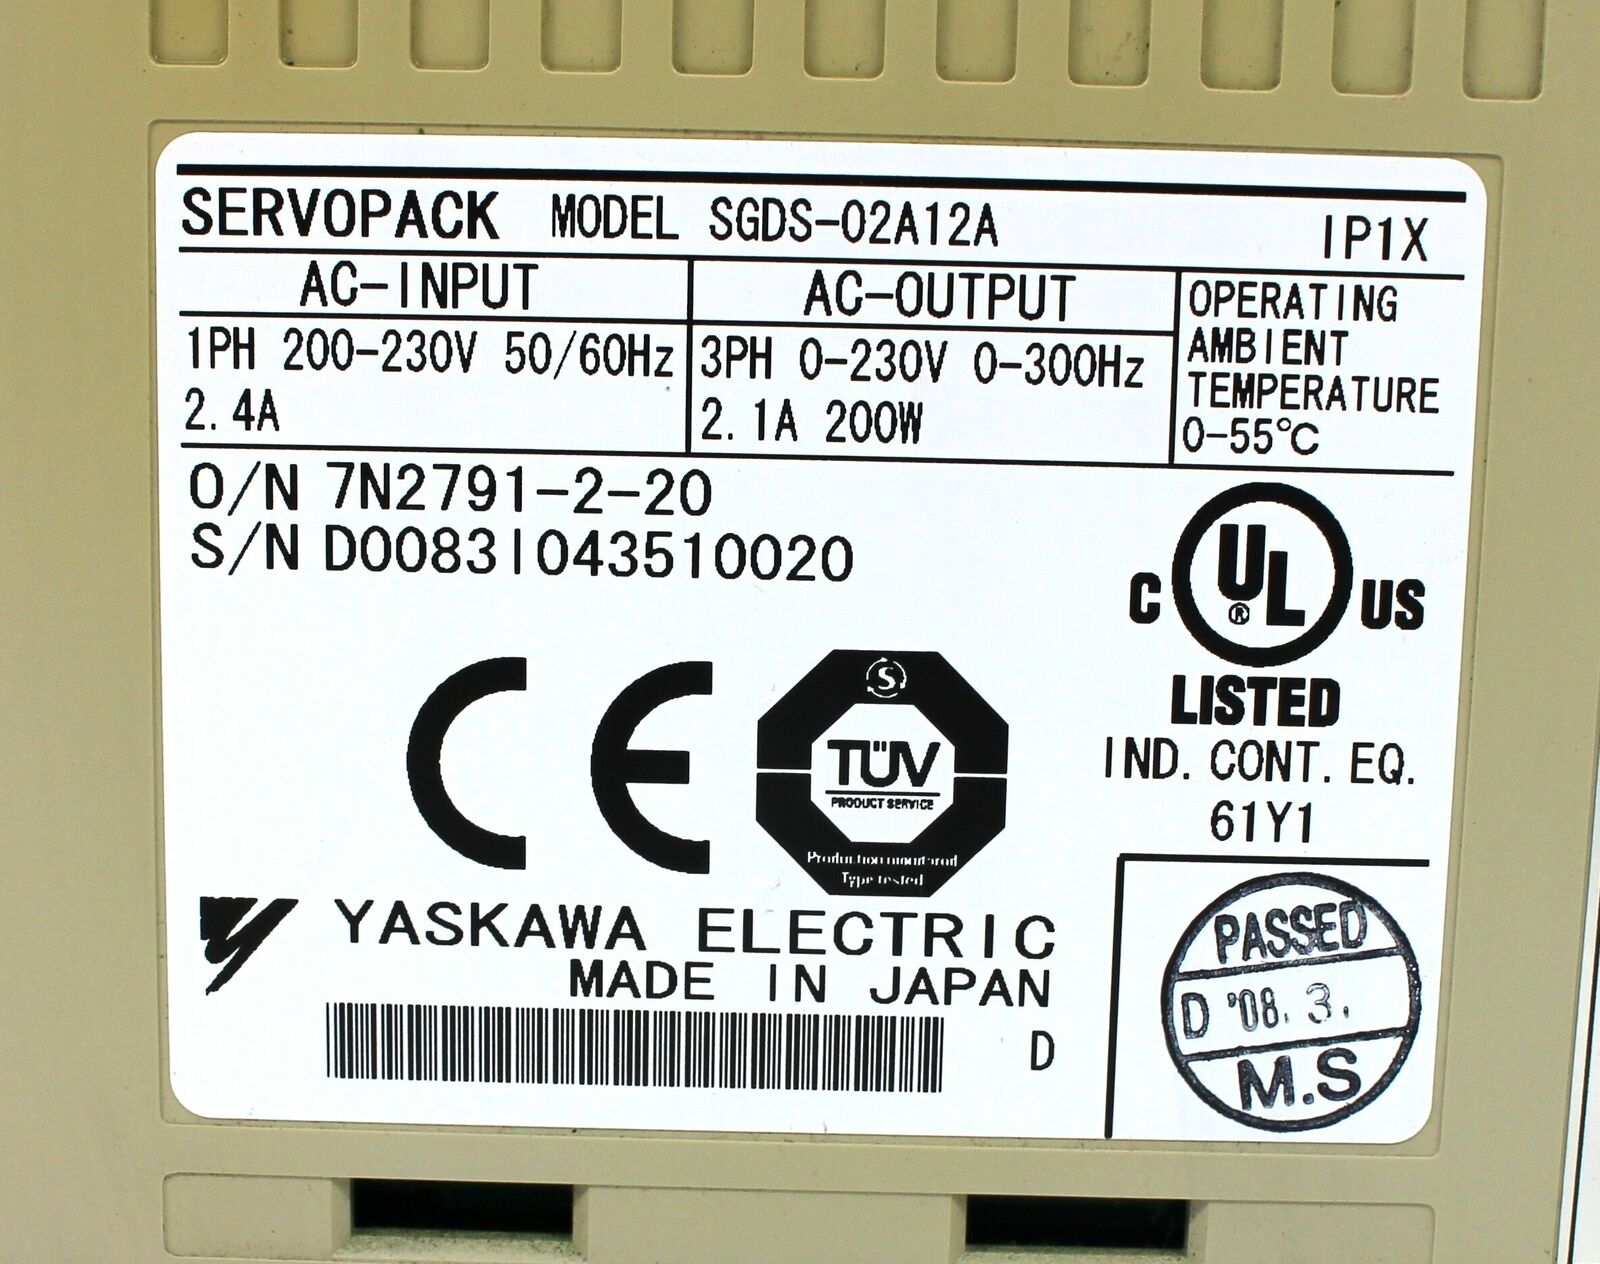 SERVOPACK MODEL SGDS-02A12A IP1X
AC-INPUT
1PH 200-230V 50/60Hz
2.4A
AC-OUTPUT
3PH 0-230V 0-300Hz
2.1A 200W
OPERATING
AMBIENT
TEMPERATURE
0-55°C
O/N 7N2791-2-20
S/N D0083I043510020
C UL ® US
LISTED
IND. CONT. EQ.
61Y1
CE
S
TÜV
PRODUCT SERVICE
Production monitored
Type tested
YASKAWA ELECTRIC
MADE IN JAPAN
D
PASSED
D '08. 3.
M.S